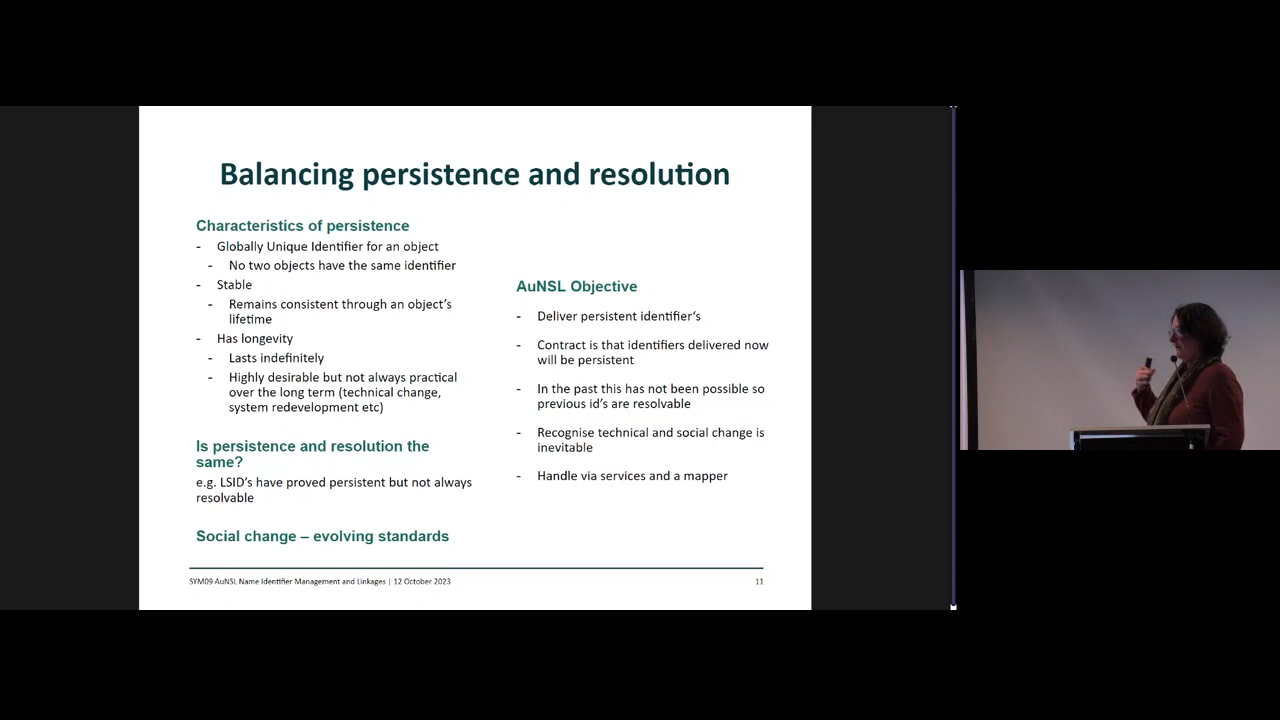 Balancing persistence and resolution
Characteristics of persistence
- Globally Unique Identifier for an object
- No two objects have the same identifier
- Stable
- Remains consistent through an object's
lifetime
- Has longevity
- Lasts indefinitely
- Highly desirable but not always practical
over the long term (technical change,
system redevelopment etc)
Is persistence and resolution the
same?
e.g. LSID's have proved persistent but not always
resolvable
Social change – evolving standards
AuNSL Objective
- Deliver persistent identifier‘s
- Contract is that identifiers delivered now
will be persistent
- In the past this has not been possible so
previous id's are resolvable
- Recognise technical and social change is
inevitable
- Handle via services and a mapper
SYM09 AuNSL Name Identifier Management and Linkages | 12 October 2023
11